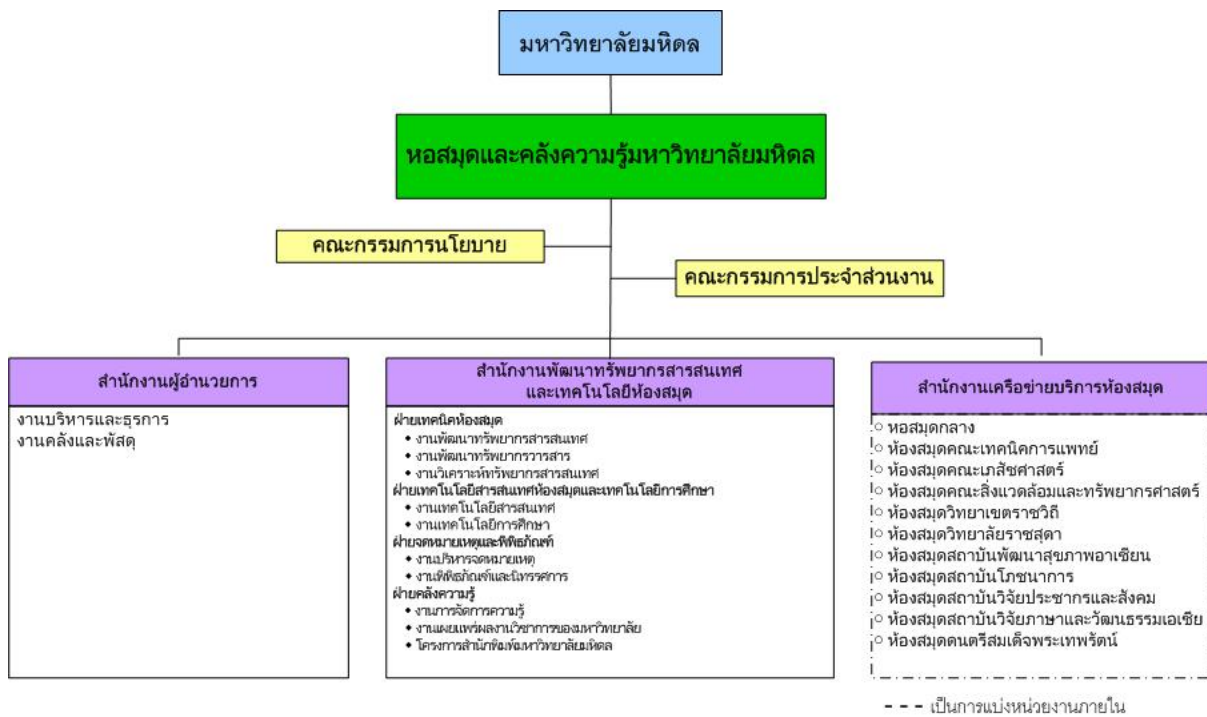 มหาวิทยาลัยมหิดล
หอสมุดและคลังความรู้มหาวิทยาลัยมหิดล
คณะกรรมการนโยบาย
คณะกรรมการประจำส่วนงาน
สำนักงานผู้อำนวยการ
งานบริหารและธุรการ
งานคลังและพัสดุ
สำนักงานพัฒนาทรัพยากรสารสนเทศ
และเทคโนโลยีห้องสมุด
ฝ่ายเทคนิคห้องสมุด
◆ งานพัฒนาทรัพยากรสารสนเทศ
◆ งานพัฒนาทรัพยากรวารสาร
◆ งานวิเคราะห์ทรัพยากรสารสนเทศ
ฝ่ายเทคโนโลยีสารสนเทศห้องสมุดและเทคโนโลยีการศึกษา
◆ งานเทคโนโลยีสารสนเทศ
◆ งานเทคโนโลยีการศึกษา
ฝ่ายจดหมายเหตุและพิพิธภัณฑ์
◆ งานบริหารจดหมายเหตุ
◆ งานพิพิธภัณฑ์และนิทรรศการ
ฝ่ายคลังความรู้
◆ งานการจัดการความรู้
◆ งานเผยแพร่ผลงานวิชาการของมหาวิทยาลัย
◆ โครงการสำนักพิมพ์มหาวิทยาลัยมหิดล
สำนักงานเครือข่ายบริการห้องสมุด
○ หอสมุดกลาง
○ ห้องสมุดคณะเทคนิคการแพทย์
○ ห้องสมุดคณะเภสัชศาสตร์
○ ห้องสมุดคณะสิ่งแวดล้อมและทรัพยากรศาสตร์
○ ห้องสมุดวิทยาเขตราชวิถี
○ ห้องสมุดวิทยาลัยราชสุดา
○ ห้องสมุดสถาบันพัฒนาสุขภาพอาเซียน
○ ห้องสมุดสถาบันโภชนาการ
○ ห้องสมุดสถาบันวิจัยประชากรและสังคม
○ ห้องสมุดสถาบันวิจัยภาษาและวัฒนธรรมเอเชีย
○ ห้องสมุดดนตรีสมเด็จพระเทพรัตน์
--- เป็นการแบ่งหน่วยงานภายใน